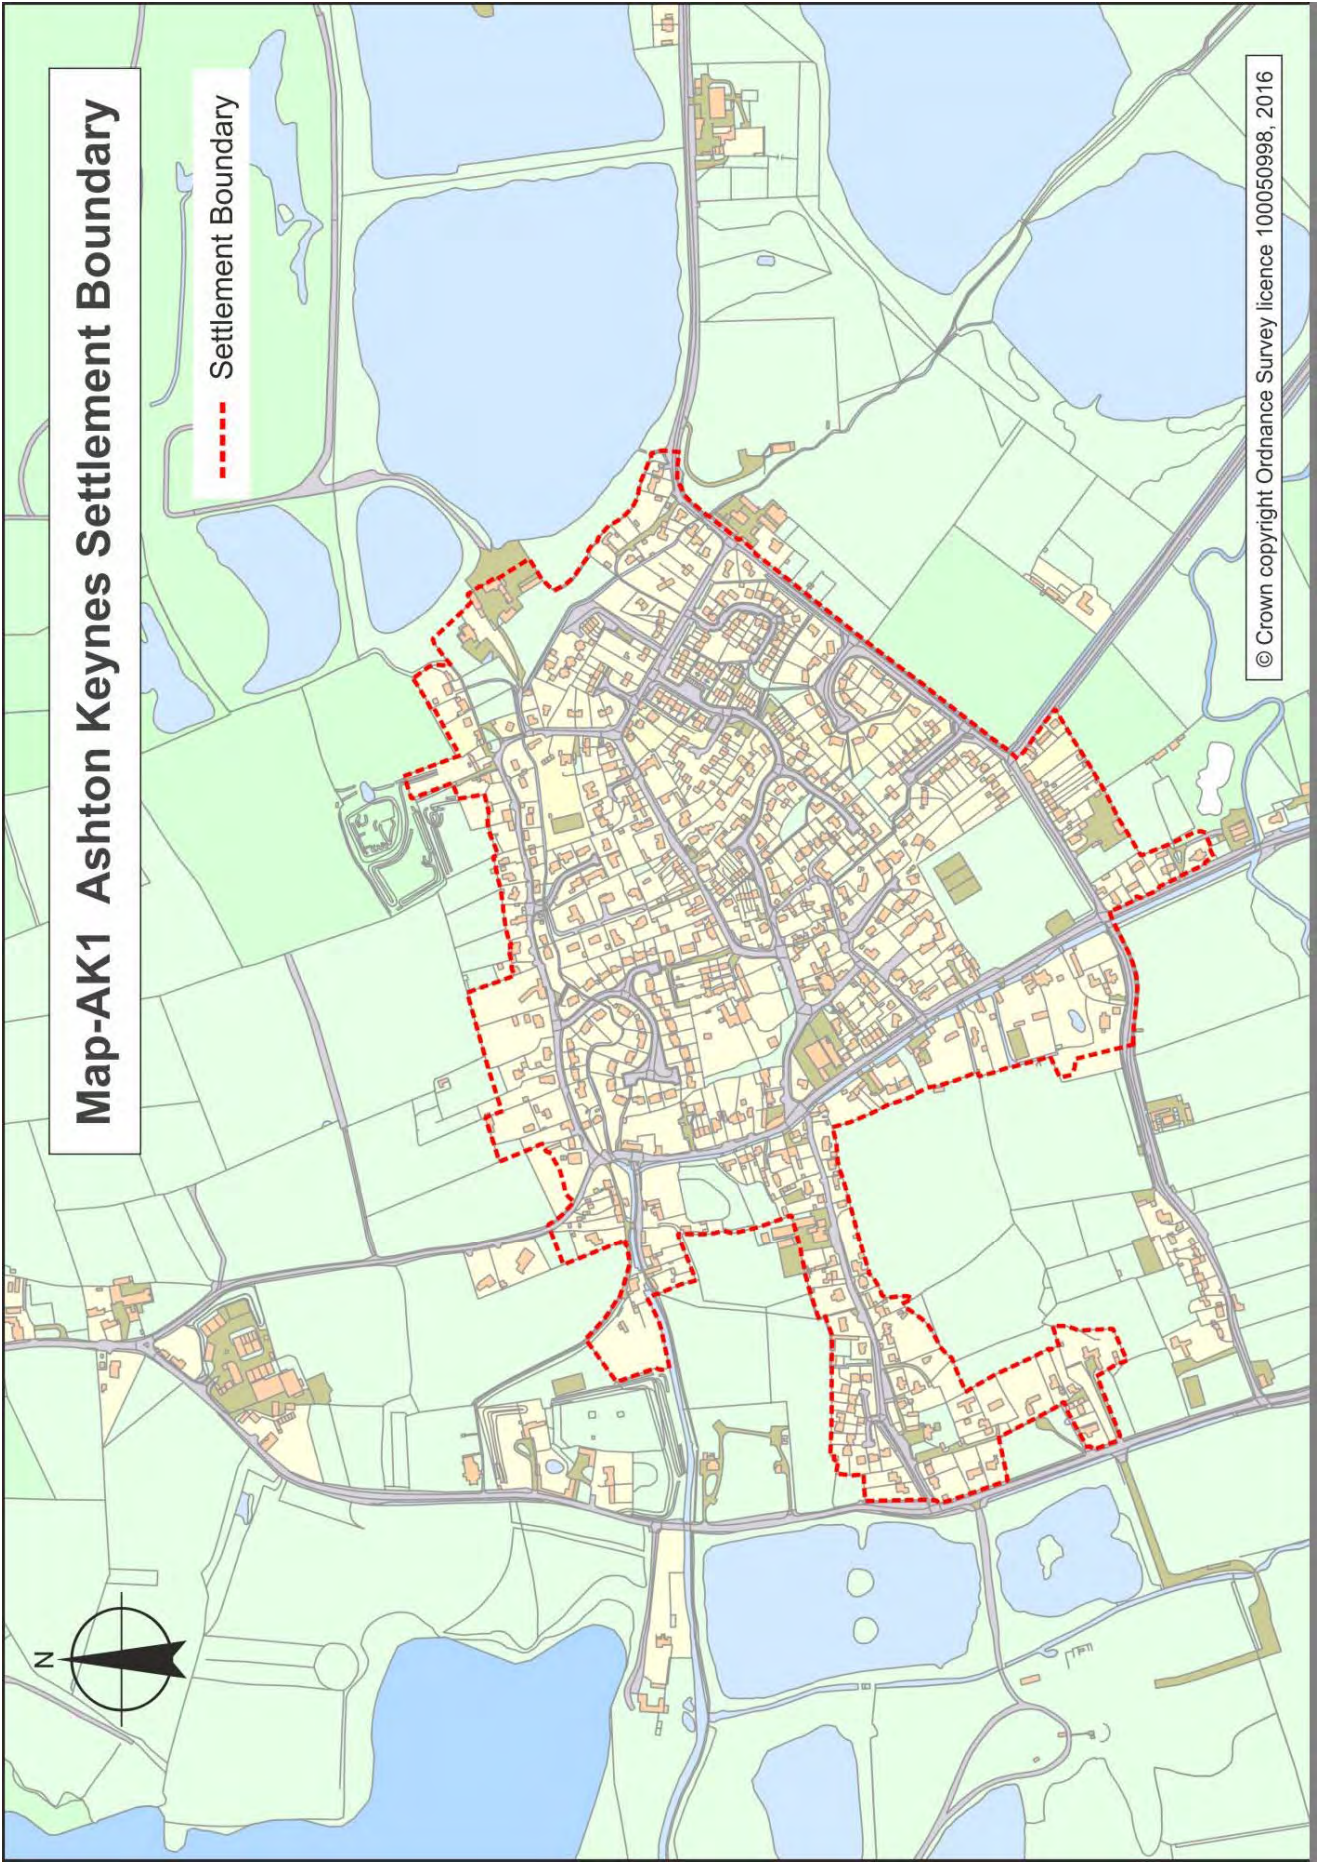 Map-AK1 Ashton Keynes Settlement Boundary
Settlement Boundary
N
© Crown copyright Ordnance Survey licence 100050998, 2016